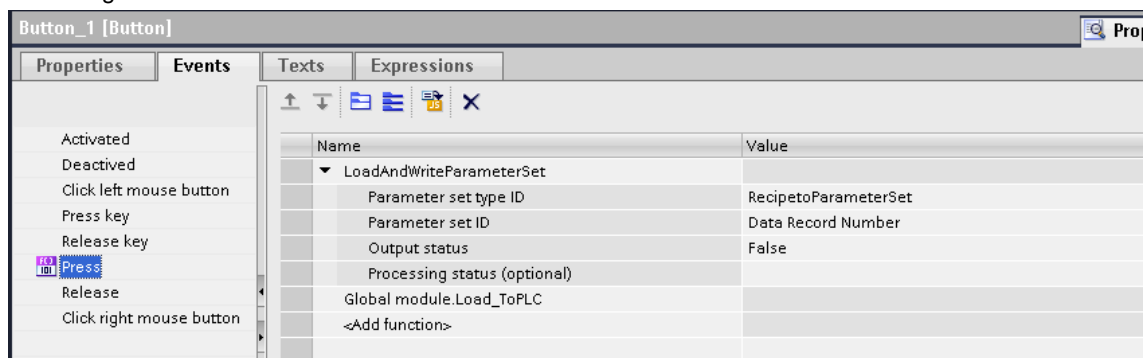 Button_1 [Button]
Properties
Events
Texts
Expressions
Activated
Deactived
Click left mouse button
Press key
Release key
Press
Release
Click right mouse button
Name Value
LoadAndWriteParameterSet
Parameter set type ID RecipetoParameterSet
Parameter set ID Data Record Number
Output status False
Processing status (optional)
Global module.Load_ToPLC
<Add function>